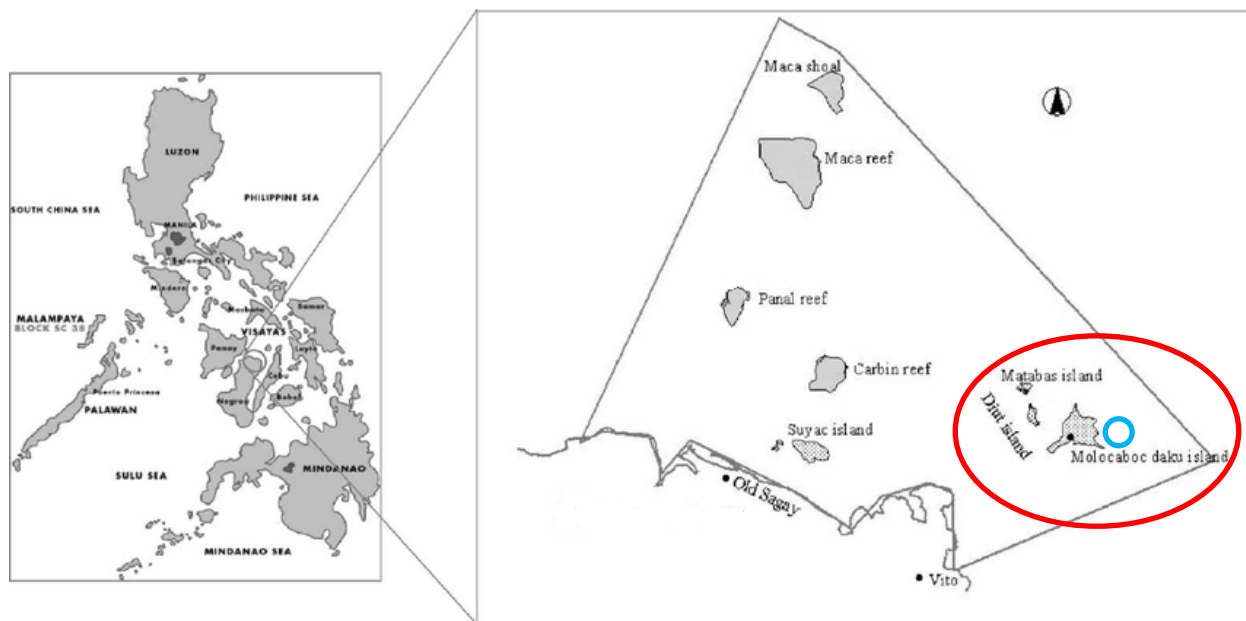 LUZON
PHILIPPINE SEA
SOUTH CHINA SEA
MANILA
Batangas City
Mindoro
MALAMPAYA
BLOCK SC 38
Masbate
Samar
VISAYAS
Panay
Leyte
Cebu
Puerto Princesa
Negros
Bohol
PALAWAN
SULU SEA
MINDANAO
MINDANAO SEA
Maca shoal
Maca reef
Panal reef
Carbin reef
Matabas island
Diut island
Suyac island
Molocaboc daku island
Old Sagay
Vito